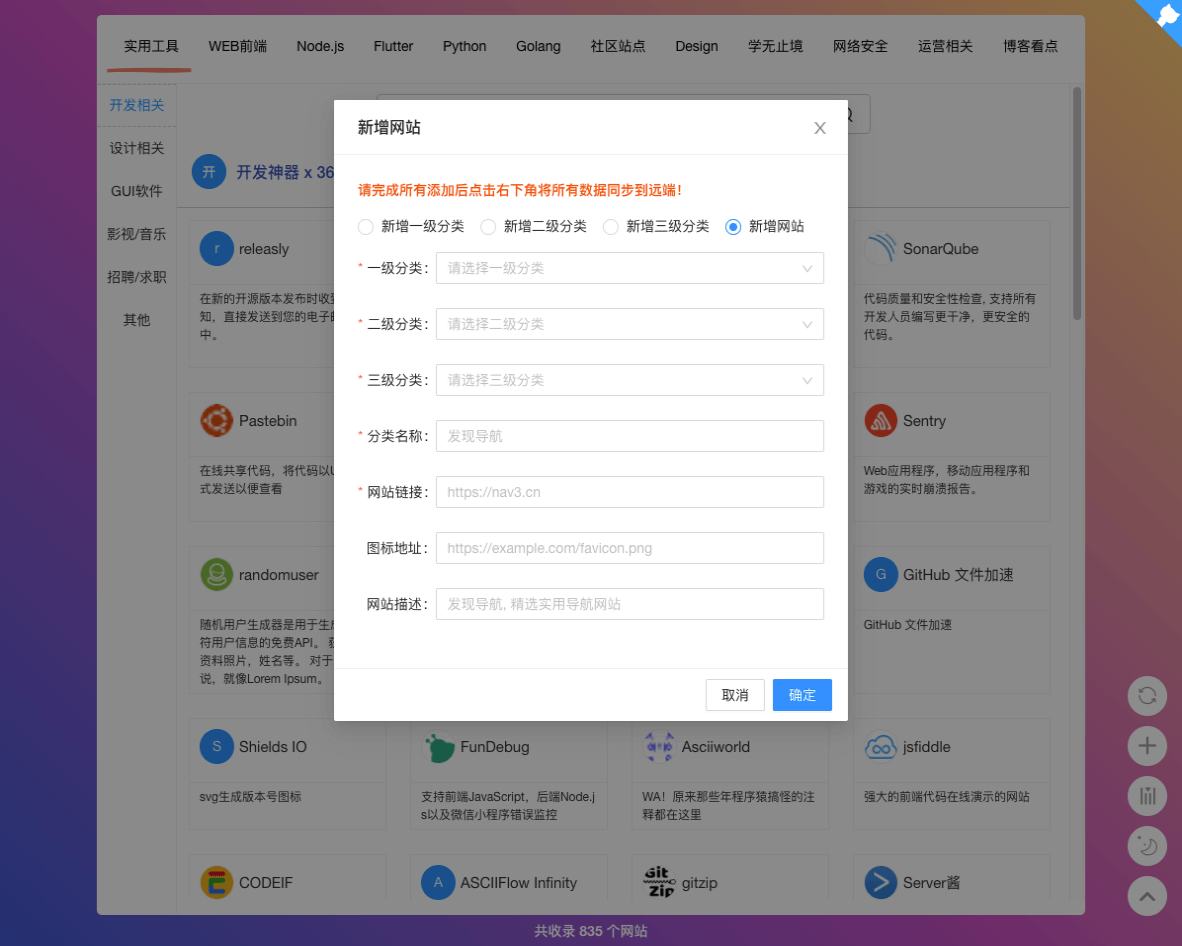 实用工具 WEB前端 Node.js Flutter Python Golang 社区站点 Design 学无止境 网络安全 运营相关 博客看点
开发相关
设计相关
GUI软件
影视/音乐
招聘/求职
其他
开 开发神器 x 36
新增网站
请完成所有添加后点击右下角将所有数据同步到远端！
新增一级分类 新增二级分类 新增三级分类 新增网站
* 一级分类： 请选择一级分类
* 二级分类： 请选择二级分类
* 三级分类： 请选择三级分类
* 分类名称： 发现导航
* 网站链接： https://nav3.cn
图标地址： https://example.com/favicon.png
网站描述： 发现导航, 精选实用导航网站
取消 确定
r releasly
在新的开源版本发布时收到
知，直接发送到您的电子邮
中。
SonarQube
代码质量和安全性检查, 支持所有
开发人员编写更干净，更安全的
代码。
Pastebin
在线共享代码，将代码以U
式发送以便查看
Sentry
Web应用程序，移动应用程序和
游戏的实时崩溃报告。
randomuser
随机用户生成器是用于生成
符用户信息的免费API。
资料照片，姓名等。 对于
说，就像Lorem Ipsum。
G GitHub 文件加速
GitHub 文件加速
S Shields IO
svg生成版本号图标
FunDebug
支持前端JavaScript，后端Node.j
s以及微信小程序错误监控
Asciiworld
WA！原来那些年程序猿搞怪的注
释都在这里
jsfiddle
强大的前端代码在线演示的网站
CODEIF
A ASCIIFlow Infinity
Git
Zip gitzip
Server酱
共收录 835 个网站